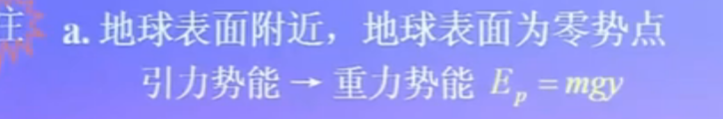 注 a. 地球表面附近，地球表面为零势点
引力势能 → 重力势能 Eₚ = mgy